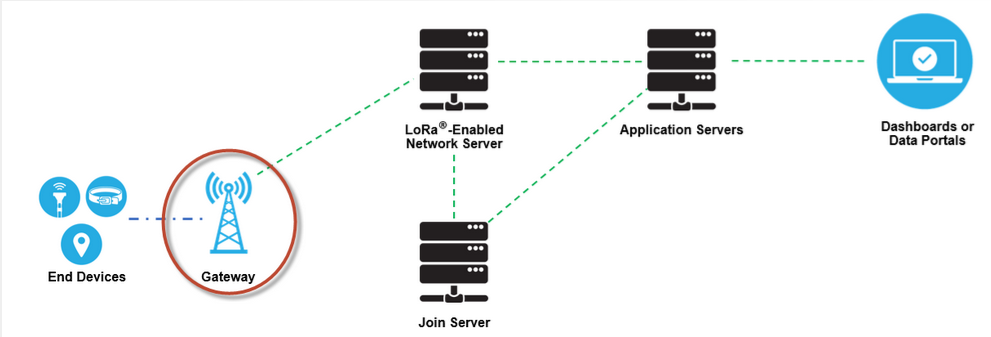 LoRa®-Enabled
Network Server
Application Servers
Dashboards or
Data Portals
End Devices
Gateway
Join Server